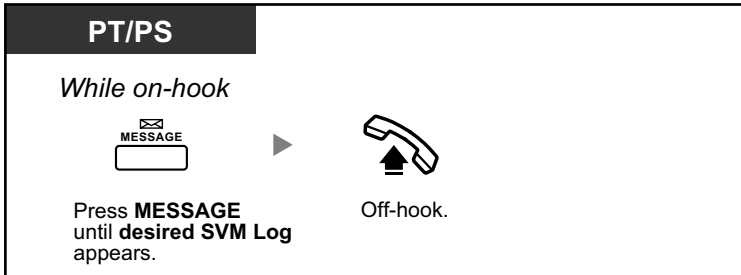 PT/PS
While on-hook
MESSAGE
Press MESSAGE
until desired SVM Log
appears.
Off-hook.